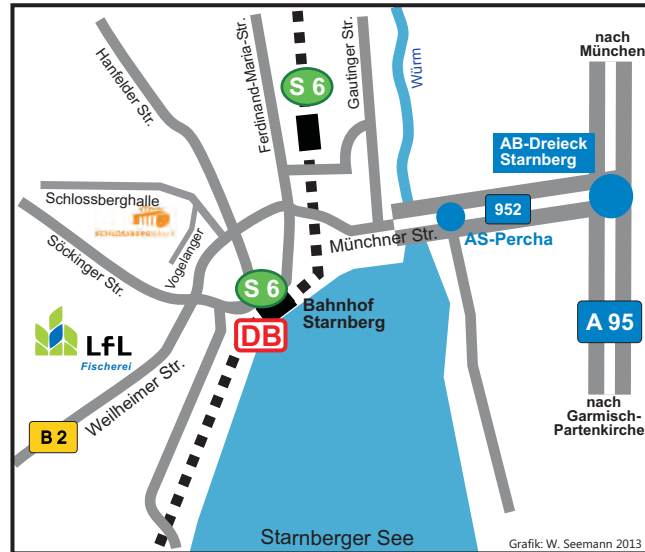 nach
München
S 6
Hanfelder Str.
Ferdinand-Maria-Str.
Gautinger Str.
Würm
AB-Dreieck
Starnberg
Schlossberghalle
SCHLOSSBERGHALLE
952
Münchner Str.
AS-Percha
Söckinger Str.
Vogelanger
S 6
Bahnhof
Starnberg
DB
LfL
Fischerei
A 95
Weilheimer Str.
B 2
nach
Garmisch-
Partenkirche
Starnberger See
Grafik: W. Seemann 2013